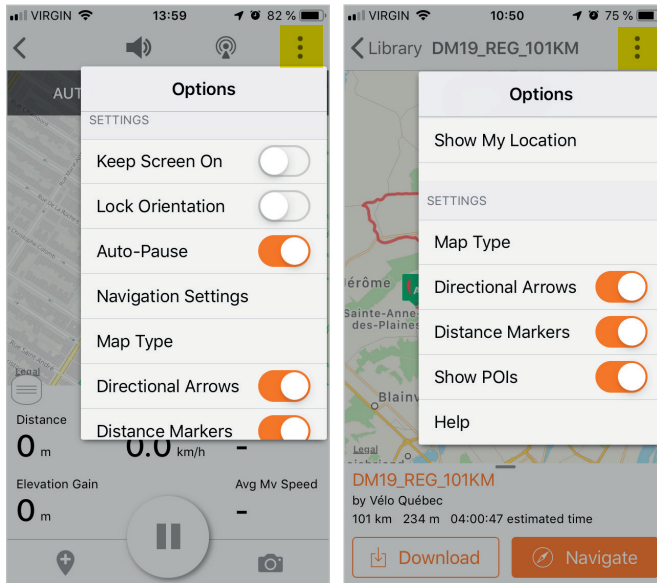 VIRGIN 13:59 82 %
AUT
Options
SETTINGS
Keep Screen On
Lock Orientation
Auto-Pause
Navigation Settings
Map Type
Directional Arrows
Distance Markers
Legal
Distance
0 m
0.0 km/h
-
Elevation Gain
Avg Mv Speed
0 m
-
VIRGIN 10:50 75 %
Library DM19_REG_101KM
Options
Show My Location
SETTINGS
Map Type
Directional Arrows
Distance Markers
Show POIs
Help
érôme
Sainte-Anne-
des-Plaines
Blainv
Legal
DM19_REG_101KM
by Vélo Québec
101 km 234 m 04:00:47 estimated time
Download
Navigate